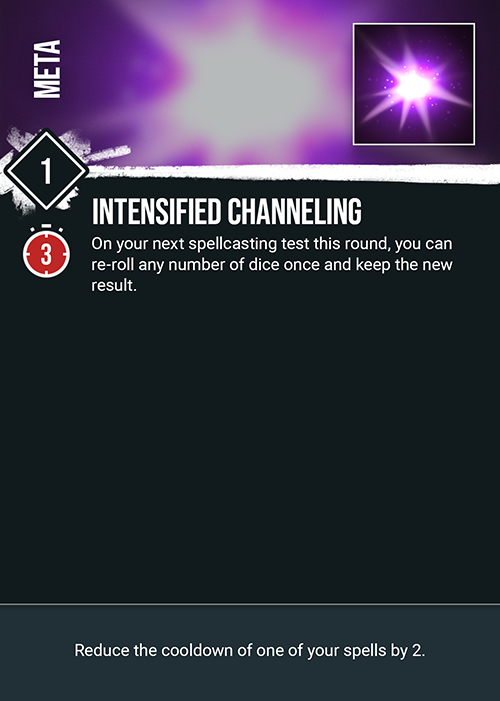 META
1
INTENSIFIED CHANNELING
3
On your next spellcasting test this round, you can
re-roll any number of dice once and keep the new
result.
Reduce the cooldown of one of your spells by 2.